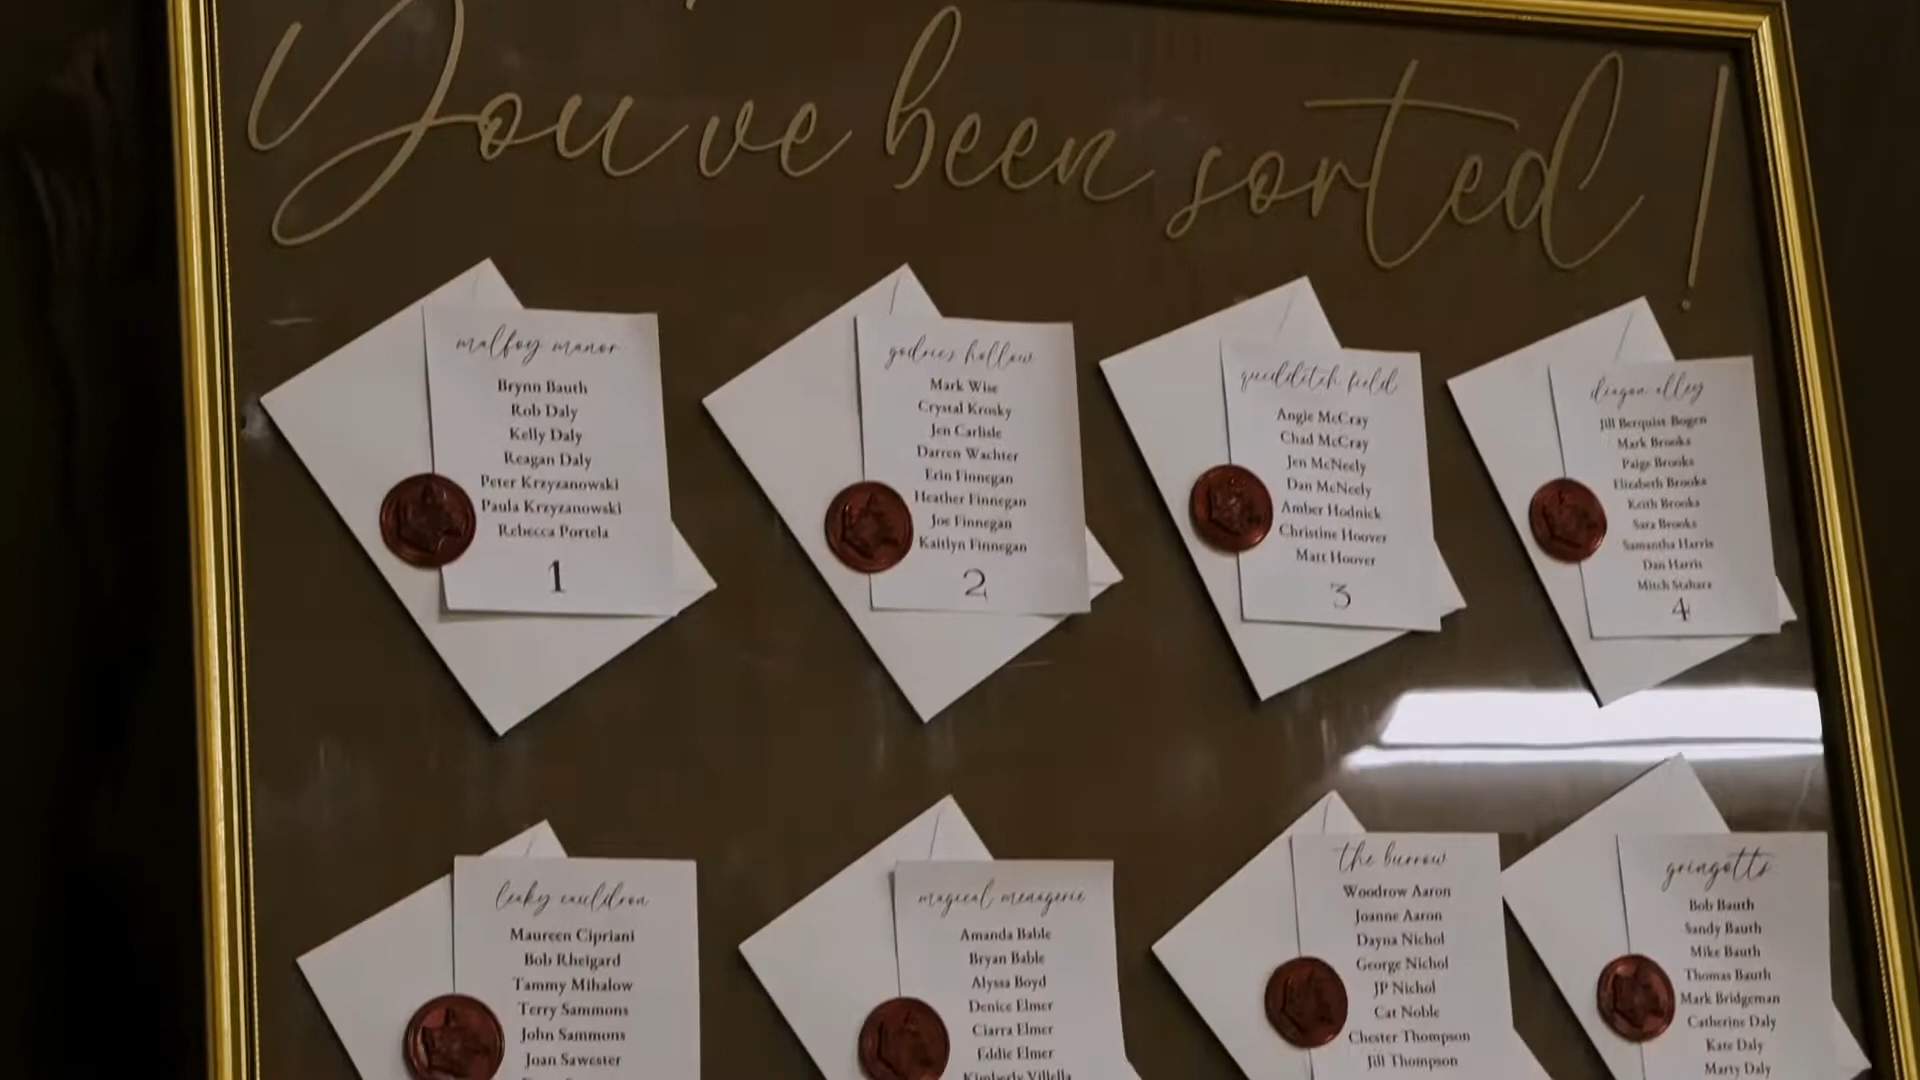 You've been sorted!
malfoy manor
Brynn Bauth
Rob Daly
Kelly Daly
Reagan Daly
Peter Krzyzanowski
Paula Krzyzanowski
Rebecca Portela
1
godrics hollow
Mark Wise
Crystal Krosky
Jen Carlisle
Darren Wachter
Erin Finnegan
Heather Finnegan
Joe Finnegan
Kaitlyn Finnegan
2
quidditch field
Angie McCray
Chad McCray
Jen McNeely
Dan McNeely
Amber Hodnick
Christine Hoover
Matt Hoover
3
diagon alley
Jill Berquist-Bogen
Mark Brooks
Paige Brooks
Elizabeth Brooks
Keith Brooks
Sara Brooks
Samantha Harris
Dan Harris
Mitch Stahara
4
leaky cauldron
Maureen Cipriani
Bob Rheigard
Tammy Mihalow
Terry Sammons
John Sammons
Joan Sawester
magical menagerie
Amanda Bable
Bryan Bable
Alyssa Boyd
Denice Elmer
Ciarra Elmer
Eddie Elmer
Kimberly Villella
the burrow
Woodrow Aaron
Joanne Aaron
Dayna Nichol
George Nichol
JP Nichol
Cat Noble
Chester Thompson
Jill Thompson
gringotts
Bob Bauth
Sandy Bauth
Mike Bauth
Thomas Bauth
Mark Bridgeman
Catherine Daly
Kate Daly
Marty Daly